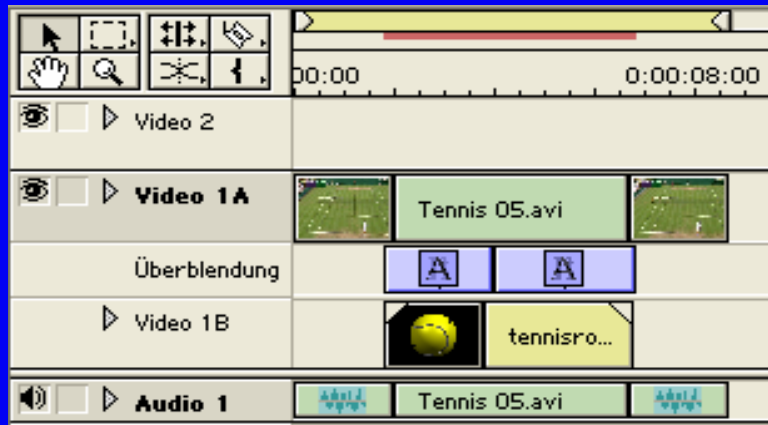 00:00 0:00:08:00
Video 2
Video 1A Tennis 05.avi
Überblendung A A
Video 1B tennisro...
Audio 1 Tennis 05.avi